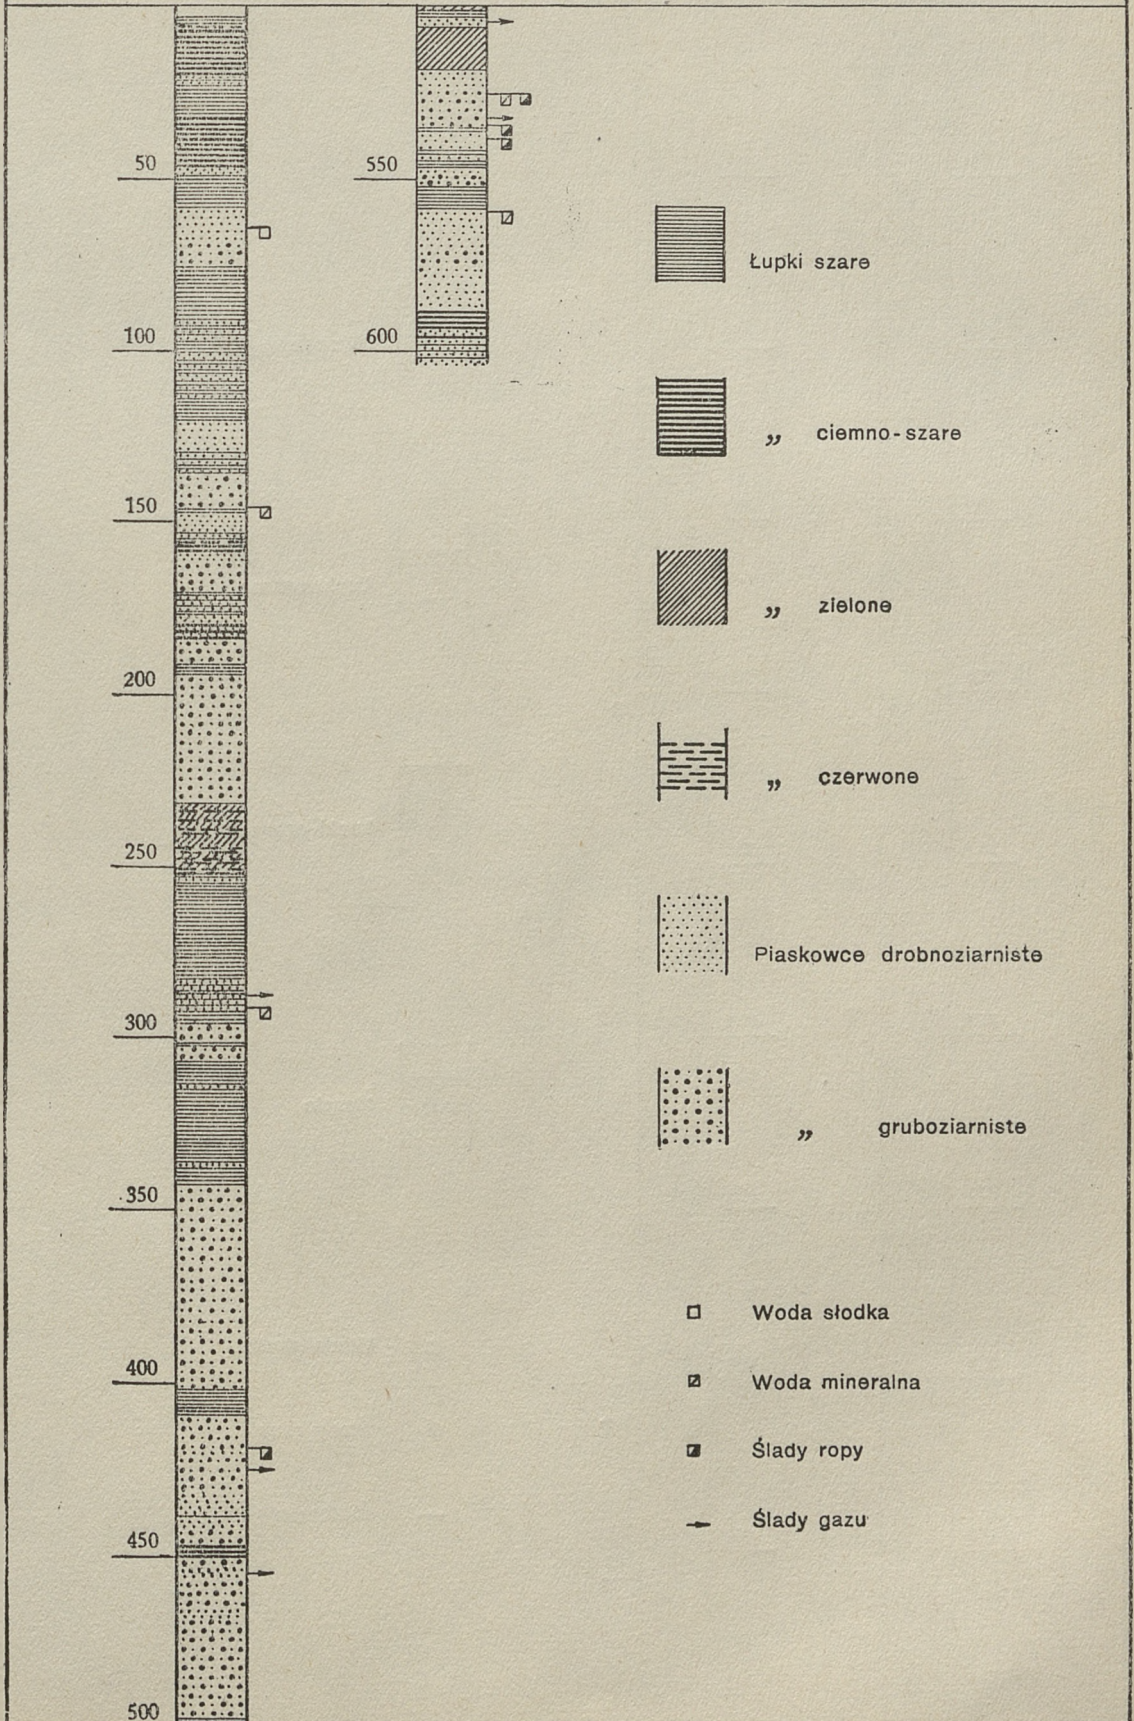 50
100
150
200
250
300
350
400
450
500
550
600
Łupki szare
„ ciemno-szare
„ zielone
„ czerwone
Piaskowce drobnoziarniste
„ gruboziarniste
Woda słodka
Woda mineralna
Ślady ropy
Ślady gazu